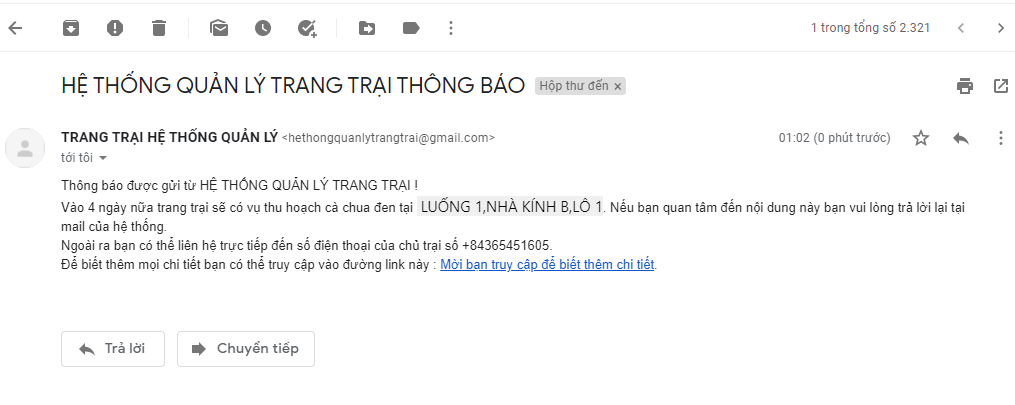 1 trong tổng số 2.321
HỆ THỐNG QUẢN LÝ TRANG TRẠI THÔNG BÁO Hộp thư đến ×
TRANG TRẠI HỆ THỐNG QUẢN LÝ <hethongquanlytrangtrai@gmail.com> 01:02 (0 phút trước)
tới tôi
Thông báo được gửi từ HỆ THỐNG QUẢN LÝ TRANG TRẠI !
Vào 4 ngày nữa trang trại sẽ có vụ thu hoạch cà chua đen tại LUỐNG 1,NHÀ KÍNH B,LÔ 1. Nếu bạn quan tâm đến nội dung này bạn vui lòng trả lời lại tại
mail của hệ thống.
Ngoài ra bạn có thể liên hệ trực tiếp đến số điện thoại của chủ trại số +84365451605.
Để biết thêm mọi chi tiết bạn có thể truy cập vào đường link này : Mời bạn truy cập để biết thêm chi tiết.
Trả lời Chuyển tiếp